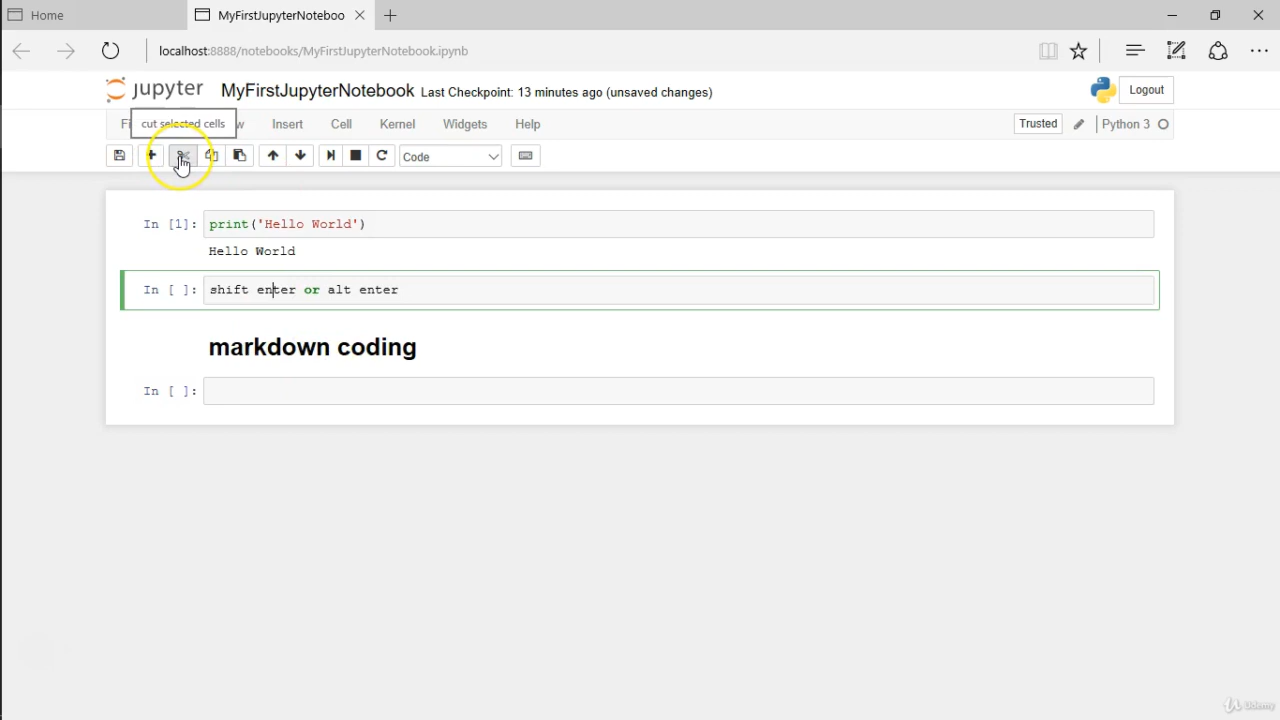 Home
MyFirstJupyterNoteboo
localhost:8888/notebooks/MyFirstJupyterNotebook.ipynb
jupyter MyFirstJupyterNotebook Last Checkpoint: 13 minutes ago (unsaved changes)
Logout
cut selected cells
Insert Cell Kernel Widgets Help
Trusted Python 3
Code
In [1]: print('Hello World')
Hello World
In [ ]: shift enter or alt enter
markdown coding
In [ ]:
Udemy